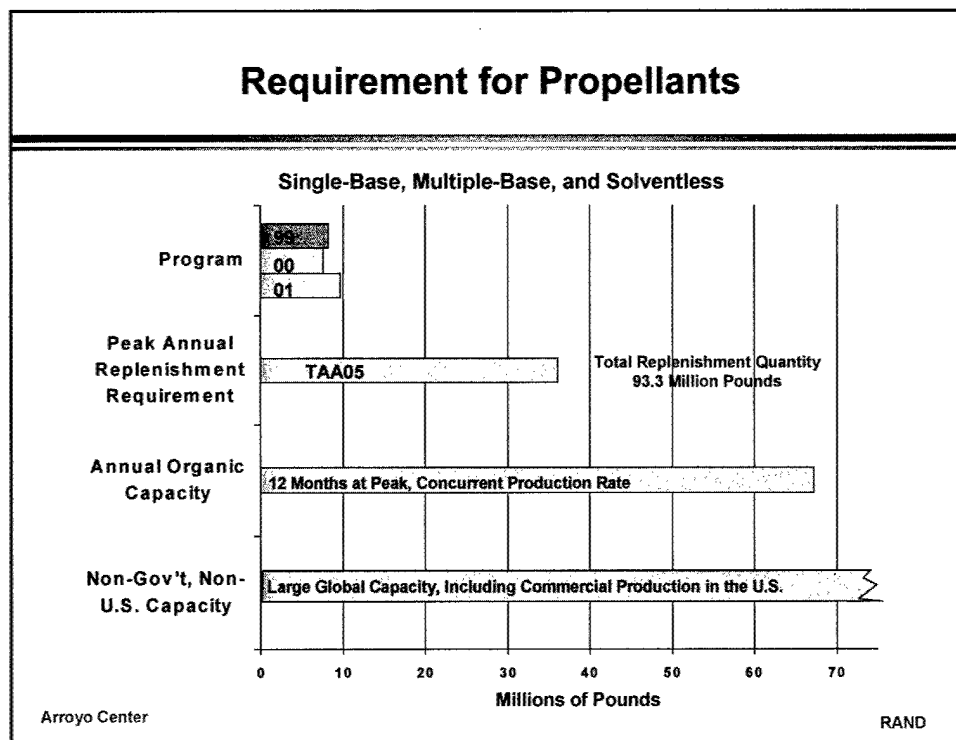 Requirement for Propellants
Single-Base, Multiple-Base, and Solventless
Program
99
00
01
Peak Annual
Replenishment
Requirement
TAA05
Total Replenishment Quantity
93.3 Million Pounds
Annual Organic
Capacity
12 Months at Peak, Concurrent Production Rate
Non-Gov't, Non-
U.S. Capacity
Large Global Capacity, Including Commercial Production in the U.S.
0 10 20 30 40 50 60 70
Millions of Pounds
Arroyo Center
RAND